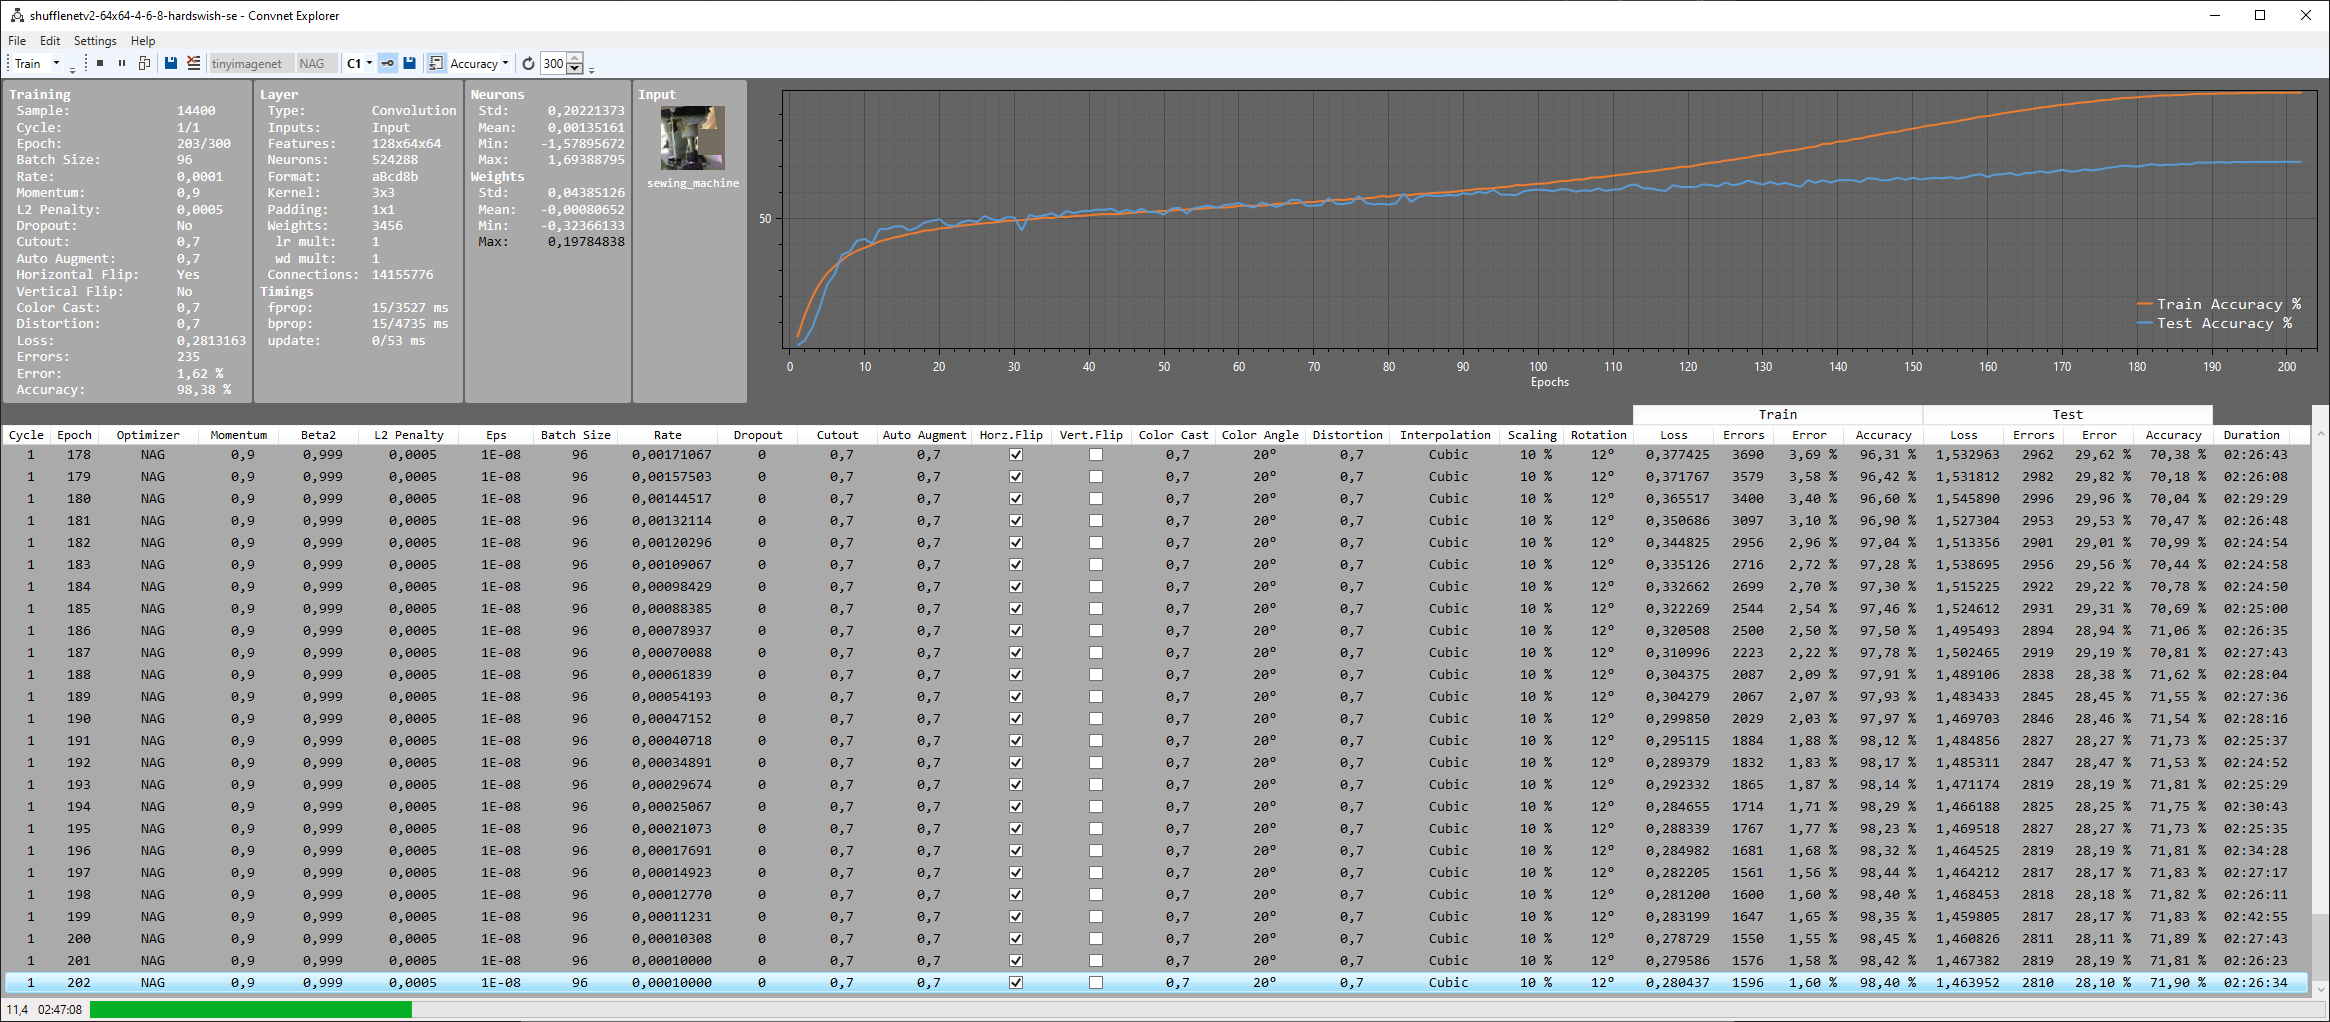 shufflenetv2-64x64-4-6-8-hardswish-se - Convnet Explorer
File Edit Settings Help
Train tinyimagenet NAG C1 Accuracy 300
Training
Sample: 14400
Cycle: 1/1
Epoch: 203/300
Batch Size: 96
Rate: 0,0001
Momentum: 0,9
L2 Penalty: 0,0005
Dropout: No
Cutout: 0,7
Auto Augment: 0,7
Horizontal Flip: Yes
Vertical Flip: No
Color Cast: 0,7
Distortion: 0,7
Loss: 0,2813163
Errors: 235
Error: 1,62 %
Accuracy: 98,38 %
Layer
Type: Convolution
Inputs: Input
Features: 128x64x64
Neurons: 524288
Format: aBcd8b
Kernel: 3x3
Padding: 1x1
Weights: 3456
lr mult: 1
wd mult: 1
Connections: 14155776
Timings
fprop: 15/3527 ms
bprop: 15/4735 ms
update: 0/53 ms
Neurons
Std: 0,20221373
Mean: 0,00135161
Min: -1,57895672
Max: 1,69388795
Weights
Std: 0,04385126
Mean: -0,00080652
Min: -0,32366133
Max: 0,19784838
Input
sewing_machine
50
Train Accuracy %
Test Accuracy %
0 10 20 30 40 50 60 70 80 90 100 110 120 130 140 150 160 170 180 190 200
Epochs
Train Test
Cycle Epoch Optimizer Momentum Beta2 L2 Penalty Eps Batch Size Rate Dropout Cutout Auto Augment Horz.Flip Vert.Flip Color Cast Color Angle Distortion Interpolation Scaling Rotation Loss Errors Error Accuracy Loss Errors Error Accuracy Duration
1 178 NAG 0,9 0,999 0,0005 1E-08 96 0,00171067 0 0,7 0,7 0,7 20° 0,7 Cubic 10 % 12° 0,377425 3690 3,69 % 96,31 % 1,532963 2962 29,62 % 70,38 % 02:26:43
1 179 NAG 0,9 0,999 0,0005 1E-08 96 0,00157503 0 0,7 0,7 0,7 20° 0,7 Cubic 10 % 12° 0,371767 3579 3,58 % 96,42 % 1,531812 2982 29,82 % 70,18 % 02:26:08
1 180 NAG 0,9 0,999 0,0005 1E-08 96 0,00144517 0 0,7 0,7 0,7 20° 0,7 Cubic 10 % 12° 0,365517 3400 3,40 % 96,60 % 1,545890 2996 29,96 % 70,04 % 02:29:29
1 181 NAG 0,9 0,999 0,0005 1E-08 96 0,00132114 0 0,7 0,7 0,7 20° 0,7 Cubic 10 % 12° 0,350686 3097 3,10 % 96,90 % 1,527304 2953 29,53 % 70,47 % 02:26:48
1 182 NAG 0,9 0,999 0,0005 1E-08 96 0,00120296 0 0,7 0,7 0,7 20° 0,7 Cubic 10 % 12° 0,344825 2956 2,96 % 97,04 % 1,513356 2901 29,01 % 70,99 % 02:24:54
1 183 NAG 0,9 0,999 0,0005 1E-08 96 0,00109067 0 0,7 0,7 0,7 20° 0,7 Cubic 10 % 12° 0,335126 2716 2,72 % 97,28 % 1,538695 2956 29,56 % 70,44 % 02:24:58
1 184 NAG 0,9 0,999 0,0005 1E-08 96 0,00098429 0 0,7 0,7 0,7 20° 0,7 Cubic 10 % 12° 0,332662 2699 2,70 % 97,30 % 1,515225 2922 29,22 % 70,78 % 02:24:50
1 185 NAG 0,9 0,999 0,0005 1E-08 96 0,00088385 0 0,7 0,7 0,7 20° 0,7 Cubic 10 % 12° 0,322269 2544 2,54 % 97,46 % 1,524612 2931 29,31 % 70,69 % 02:25:00
1 186 NAG 0,9 0,999 0,0005 1E-08 96 0,00078937 0 0,7 0,7 0,7 20° 0,7 Cubic 10 % 12° 0,320508 2500 2,50 % 97,50 % 1,495493 2894 28,94 % 71,06 % 02:26:35
1 187 NAG 0,9 0,999 0,0005 1E-08 96 0,00070088 0 0,7 0,7 0,7 20° 0,7 Cubic 10 % 12° 0,310996 2223 2,22 % 97,78 % 1,502465 2919 29,19 % 70,81 % 02:27:43
1 188 NAG 0,9 0,999 0,0005 1E-08 96 0,00061839 0 0,7 0,7 0,7 20° 0,7 Cubic 10 % 12° 0,304375 2087 2,09 % 97,91 % 1,489106 2838 28,38 % 71,62 % 02:28:04
1 189 NAG 0,9 0,999 0,0005 1E-08 96 0,00054193 0 0,7 0,7 0,7 20° 0,7 Cubic 10 % 12° 0,304279 2067 2,07 % 97,93 % 1,483433 2845 28,45 % 71,55 % 02:27:36
1 190 NAG 0,9 0,999 0,0005 1E-08 96 0,00047152 0 0,7 0,7 0,7 20° 0,7 Cubic 10 % 12° 0,299850 2029 2,03 % 97,97 % 1,469703 2846 28,46 % 71,54 % 02:28:16
1 191 NAG 0,9 0,999 0,0005 1E-08 96 0,00040718 0 0,7 0,7 0,7 20° 0,7 Cubic 10 % 12° 0,295115 1884 1,88 % 98,12 % 1,484856 2827 28,27 % 71,73 % 02:25:37
1 192 NAG 0,9 0,999 0,0005 1E-08 96 0,00034891 0 0,7 0,7 0,7 20° 0,7 Cubic 10 % 12° 0,289379 1832 1,83 % 98,17 % 1,485311 2847 28,47 % 71,53 % 02:24:52
1 193 NAG 0,9 0,999 0,0005 1E-08 96 0,00029674 0 0,7 0,7 0,7 20° 0,7 Cubic 10 % 12° 0,292332 1865 1,87 % 98,14 % 1,471174 2819 28,19 % 71,81 % 02:25:29
1 194 NAG 0,9 0,999 0,0005 1E-08 96 0,00025067 0 0,7 0,7 0,7 20° 0,7 Cubic 10 % 12° 0,284655 1714 1,71 % 98,29 % 1,466188 2825 28,25 % 71,75 % 02:30:43
1 195 NAG 0,9 0,999 0,0005 1E-08 96 0,00021073 0 0,7 0,7 0,7 20° 0,7 Cubic 10 % 12° 0,288339 1767 1,77 % 98,23 % 1,469518 2827 28,27 % 71,73 % 02:25:35
1 196 NAG 0,9 0,999 0,0005 1E-08 96 0,00017691 0 0,7 0,7 0,7 20° 0,7 Cubic 10 % 12° 0,284982 1681 1,68 % 98,32 % 1,464525 2819 28,19 % 71,81 % 02:34:28
1 197 NAG 0,9 0,999 0,0005 1E-08 96 0,00014923 0 0,7 0,7 0,7 20° 0,7 Cubic 10 % 12° 0,282205 1561 1,56 % 98,44 % 1,464212 2817 28,17 % 71,83 % 02:27:17
1 198 NAG 0,9 0,999 0,0005 1E-08 96 0,00012770 0 0,7 0,7 0,7 20° 0,7 Cubic 10 % 12° 0,281200 1600 1,60 % 98,40 % 1,468453 2818 28,18 % 71,82 % 02:26:11
1 199 NAG 0,9 0,999 0,0005 1E-08 96 0,00011231 0 0,7 0,7 0,7 20° 0,7 Cubic 10 % 12° 0,283199 1647 1,65 % 98,35 % 1,459805 2817 28,17 % 71,83 % 02:42:55
1 200 NAG 0,9 0,999 0,0005 1E-08 96 0,00010308 0 0,7 0,7 0,7 20° 0,7 Cubic 10 % 12° 0,278729 1550 1,55 % 98,45 % 1,460826 2811 28,11 % 71,89 % 02:27:43
1 201 NAG 0,9 0,999 0,0005 1E-08 96 0,00010000 0 0,7 0,7 0,7 20° 0,7 Cubic 10 % 12° 0,279586 1576 1,58 % 98,42 % 1,467382 2819 28,19 % 71,81 % 02:26:23
1 202 NAG 0,9 0,999 0,0005 1E-08 96 0,00010000 0 0,7 0,7 0,7 20° 0,7 Cubic 10 % 12° 0,280437 1596 1,60 % 98,40 % 1,463952 2810 28,10 % 71,90 % 02:26:34
11,4 02:47:08